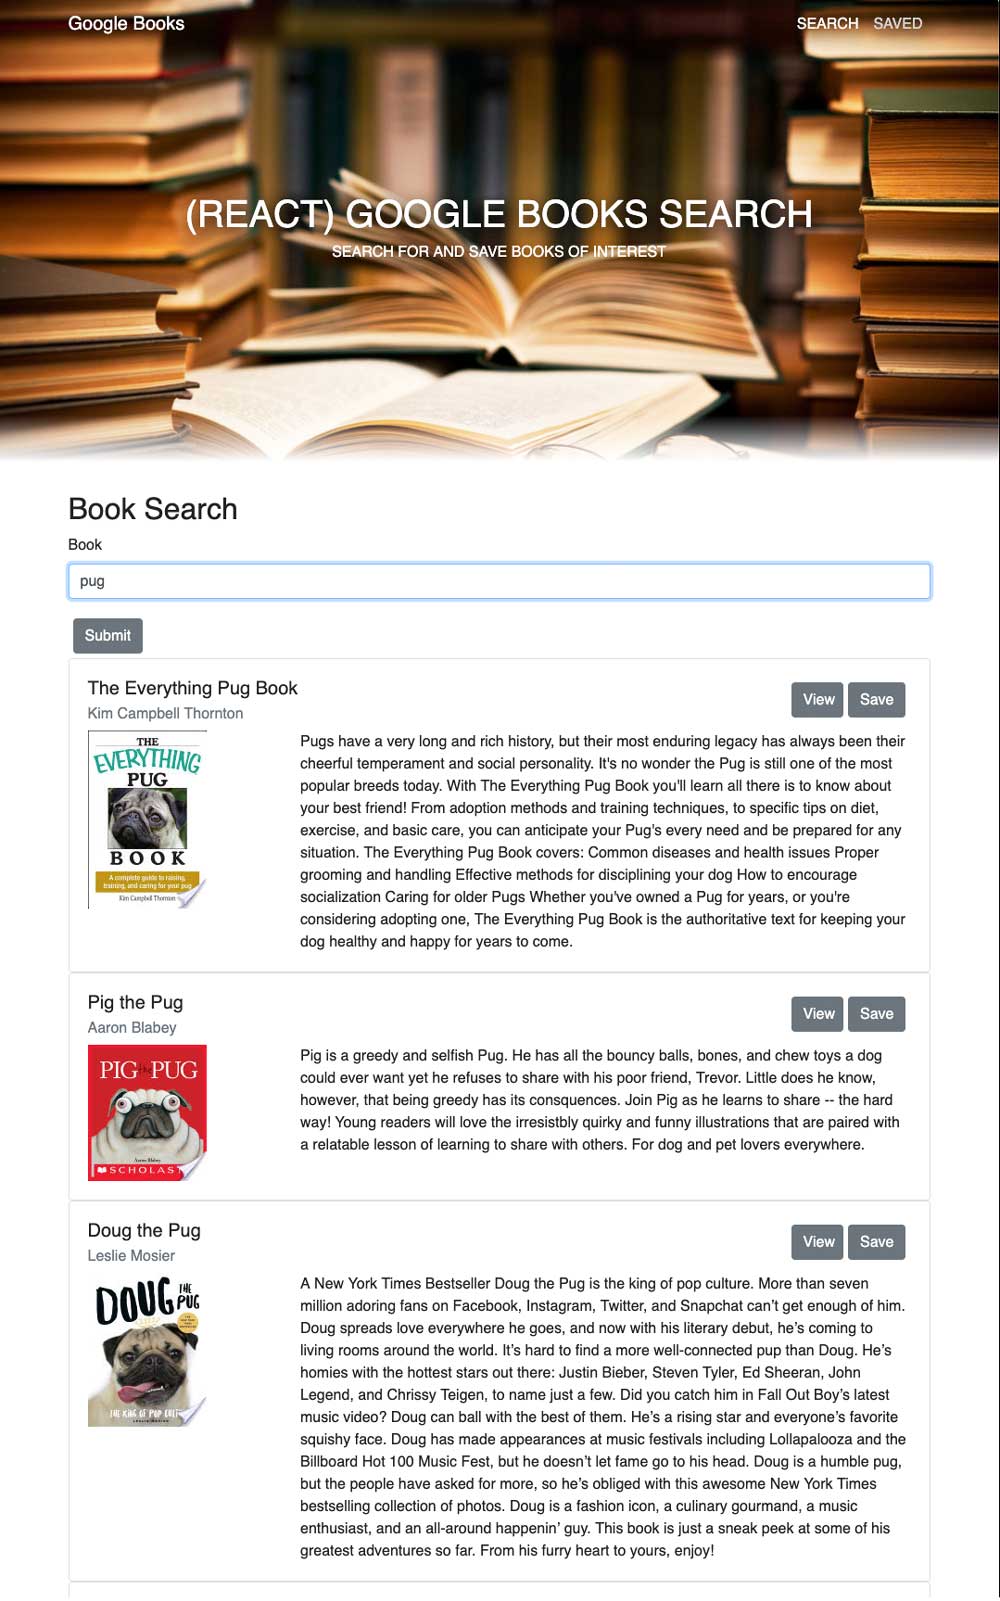 Google Books
SEARCH SAVED
(REACT) GOOGLE BOOKS SEARCH
SEARCH FOR AND SAVE BOOKS OF INTEREST
Book Search
Book
pug
Submit
The Everything Pug Book
View Save
Kim Campbell Thornton
THE
EVERYTHING
PUG
BOOK
A complete guide to raising,
training, and caring for your pug
Kim Campbell Thornton
Pugs have a very long and rich history, but their most enduring legacy has always been their
cheerful temperament and social personality. It's no wonder the Pug is still one of the most
popular breeds today. With The Everything Pug Book you'll learn all there is to know about
your best friend! From adoption methods and training techniques, to specific tips on diet,
exercise, and basic care, you can anticipate your Pug's every need and be prepared for any
situation. The Everything Pug Book covers: Common diseases and health issues Proper
grooming and handling Effective methods for disciplining your dog How to encourage
socialization Caring for older Pugs Whether you've owned a Pug for years, or you're
considering adopting one, The Everything Pug Book is the authoritative text for keeping your
dog healthy and happy for years to come.
Pig the Pug
View Save
Aaron Blabey
PIG the PUG
Aaron Blabey
SCHOLAST
Pig is a greedy and selfish Pug. He has all the bouncy balls, bones, and chew toys a dog
could ever want yet he refuses to share with his poor friend, Trevor. Little does he know,
however, that being greedy has its consquences. Join Pig as he learns to share -- the hard
way! Young readers will love the irresistbly quirky and funny illustrations that are paired with
a relatable lesson of learning to share with others. For dog and pet lovers everywhere.
Doug the Pug
View Save
Leslie Mosier
DOUG THE PUG
THE KING OF POP CULT
LESLIE MOSIER
A New York Times Bestseller Doug the Pug is the king of pop culture. More than seven
million adoring fans on Facebook, Instagram, Twitter, and Snapchat can’t get enough of him.
Doug spreads love everywhere he goes, and now with his literary debut, he’s coming to
living rooms around the world. It’s hard to find a more well-connected pup than Doug. He’s
homies with the hottest stars out there: Justin Bieber, Steven Tyler, Ed Sheeran, John
Legend, and Chrissy Teigen, to name just a few. Did you catch him in Fall Out Boy’s latest
music video? Doug can ball with the best of them. He’s a rising star and everyone’s favorite
squishy face. Doug has made appearances at music festivals including Lollapalooza and the
Billboard Hot 100 Music Fest, but he doesn’t let fame go to his head. Doug is a humble pug,
but the people have asked for more, so he’s obliged with this awesome New York Times
bestselling collection of photos. Doug is a fashion icon, a culinary gourmand, a music
enthusiast, and an all-around happenin’ guy. This book is just a sneak peek at some of his
greatest adventures so far. From his furry heart to yours, enjoy!